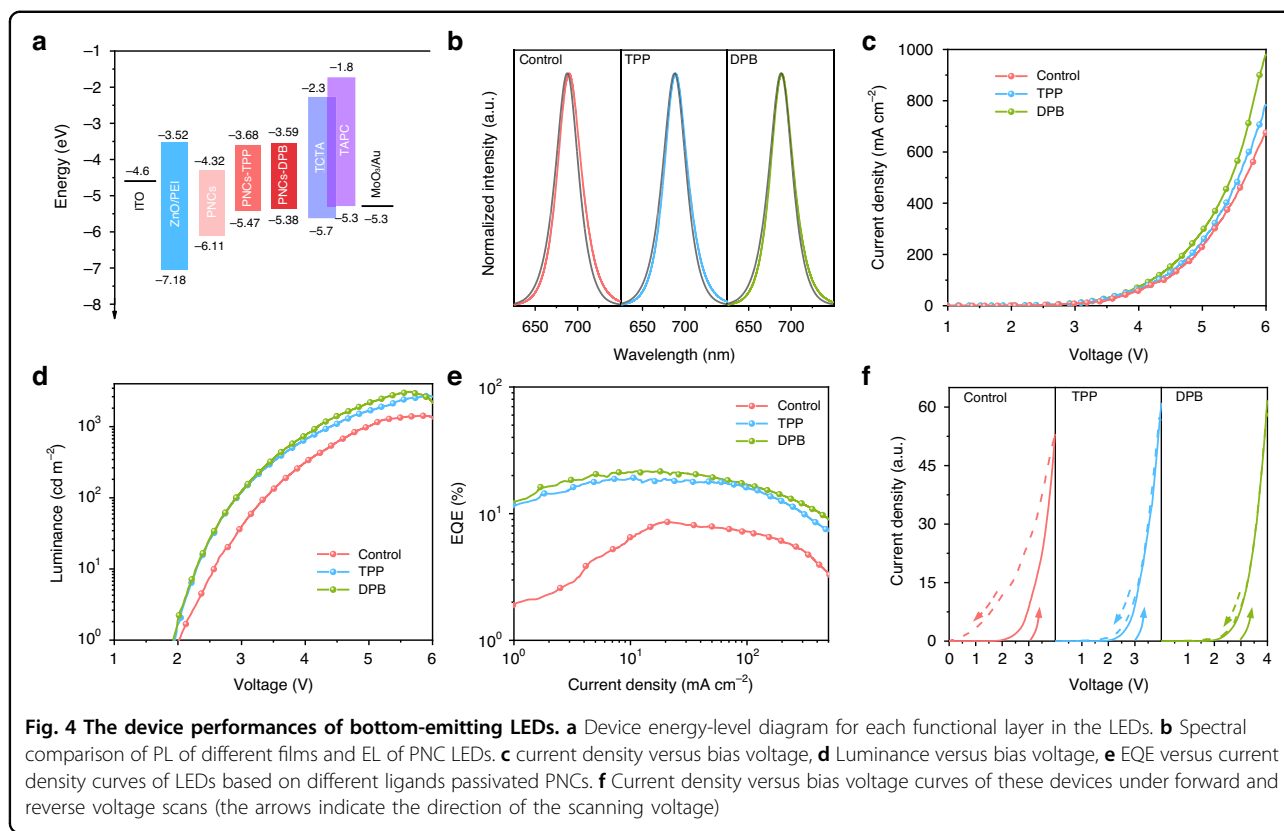 a
−1
−2
−3
−4
−5
−6
−7
−8
Energy (eV)
−4.6
ITO
−3.52
ZnO/PEI
−7.18
−4.32
PNCs
−6.11
−3.68
PNCs-TPP
−5.47
−3.59
PNCs-DPB
−5.38
−2.3
TCTA
−5.7
−1.8
TAPC
−5.3
MoO₃/Au
−5.3
b
Control
TPP
DPB
Normalized intensity (a.u.)
650 700 650 700 650 700
Wavelength (nm)
c
1000
800
600
400
200
0
Current density (mA cm⁻²)
Control
TPP
DPB
1 2 3 4 5 6
Voltage (V)
d
10³
10²
10¹
10⁰
Luminance (cd m⁻²)
Control
TPP
DPB
1 2 3 4 5 6
Voltage (V)
e
10²
10¹
10⁰
EQE (%)
Control
TPP
DPB
10⁰ 10¹ 10²
Current density (mA cm⁻²)
f
Control
TPP
DPB
60
45
30
15
0
Current density (a.u.)
0 1 2 3 1 2 3 1 2 3 4
Voltage (V)
Fig. 4 The device performances of bottom-emitting LEDs. a Device energy-level diagram for each functional layer in the LEDs. b Spectral
comparison of PL of different films and EL of PNC LEDs. c current density versus bias voltage, d Luminance versus bias voltage, e EQE versus current
density curves of LEDs based on different ligands passivated PNCs. f Current density versus bias voltage curves of these devices under forward and
reverse voltage scans (the arrows indicate the direction of the scanning voltage)